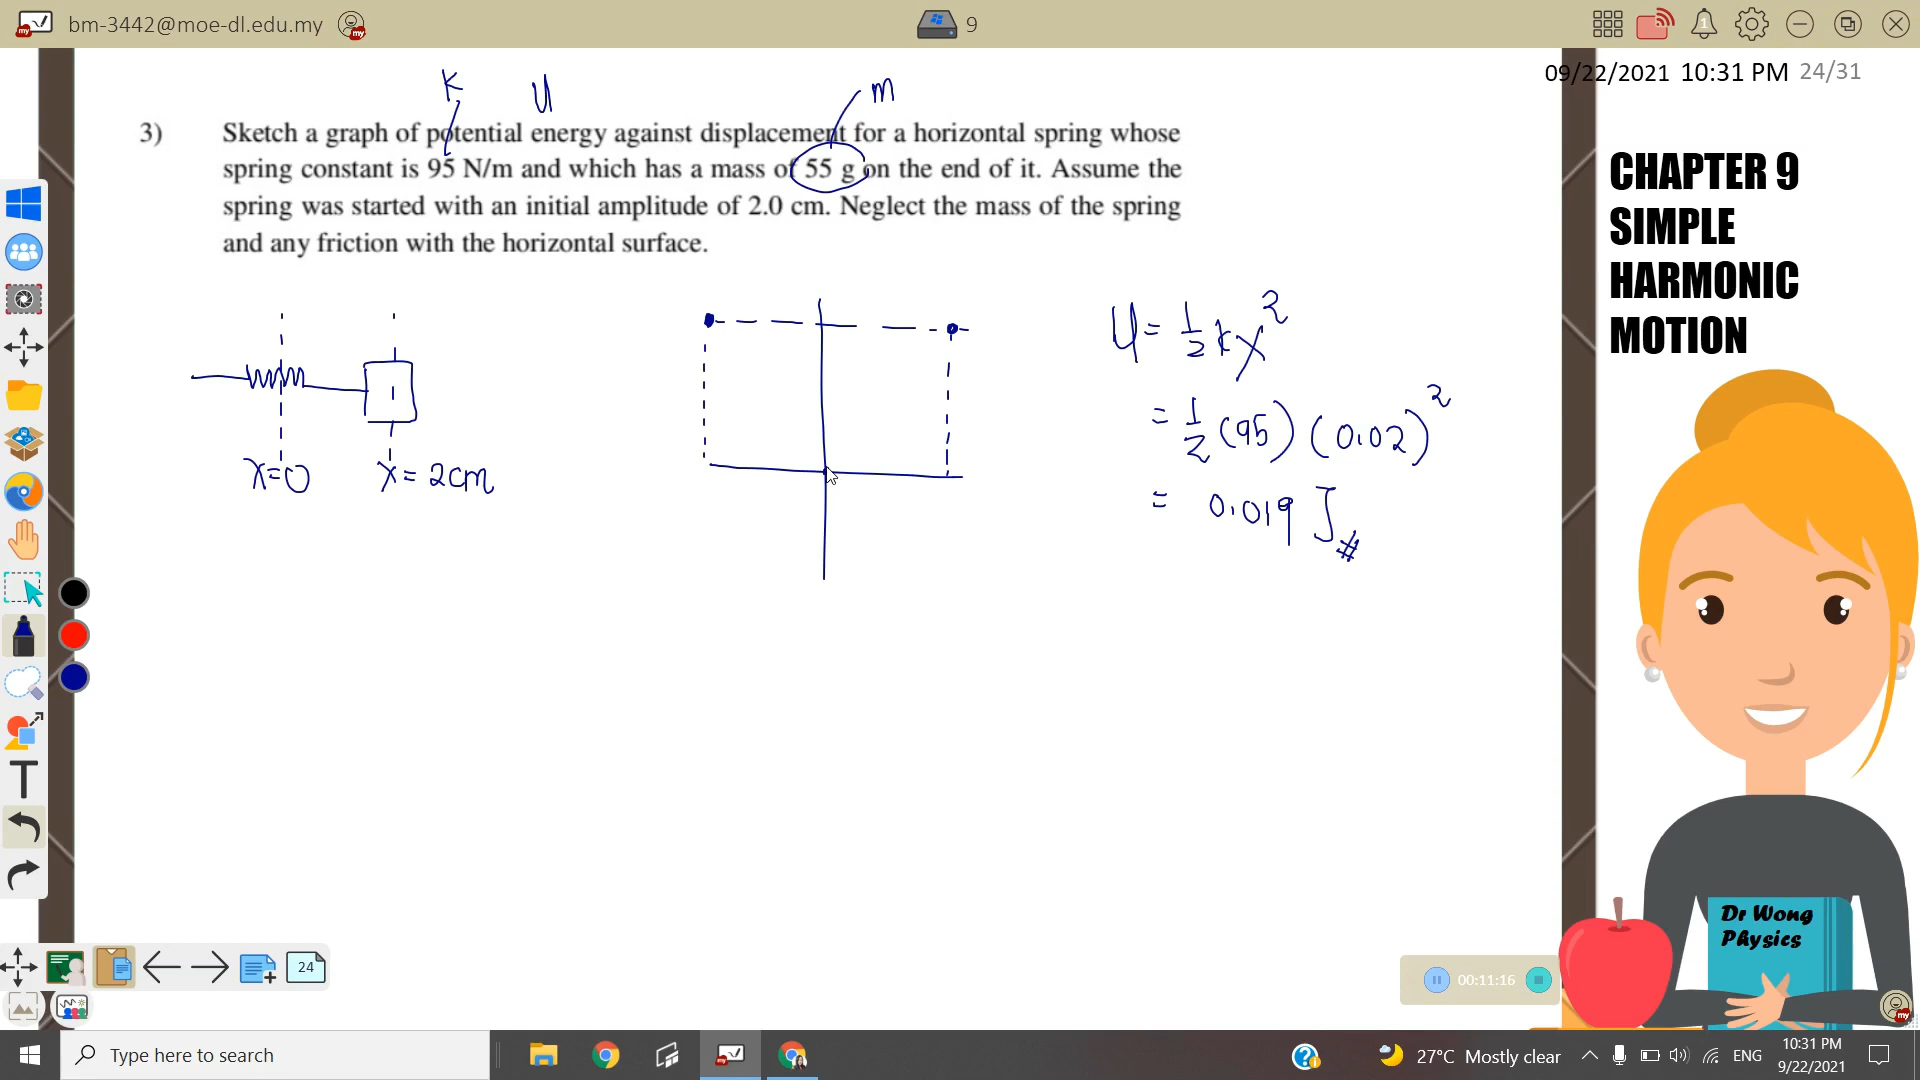 bm-3442@moe-dl.edu.my
9
1
09/22/2021 10:31 PM 24/31
K
U
m
3) Sketch a graph of potential energy against displacement for a horizontal spring whose
spring constant is 95 N/m and which has a mass of 55 g on the end of it. Assume the
spring was started with an initial amplitude of 2.0 cm. Neglect the mass of the spring
and any friction with the horizontal surface.
CHAPTER 9
SIMPLE
HARMONIC
MOTION
U = 1/2 kx²
= 1/2 (95) (0.02)²
= 0.019 J #
x=0
x = 2cm
T
Dr Wong
Physics
24
00:11:16
Type here to search
27°C Mostly clear
ENG
10:31 PM
9/22/2021